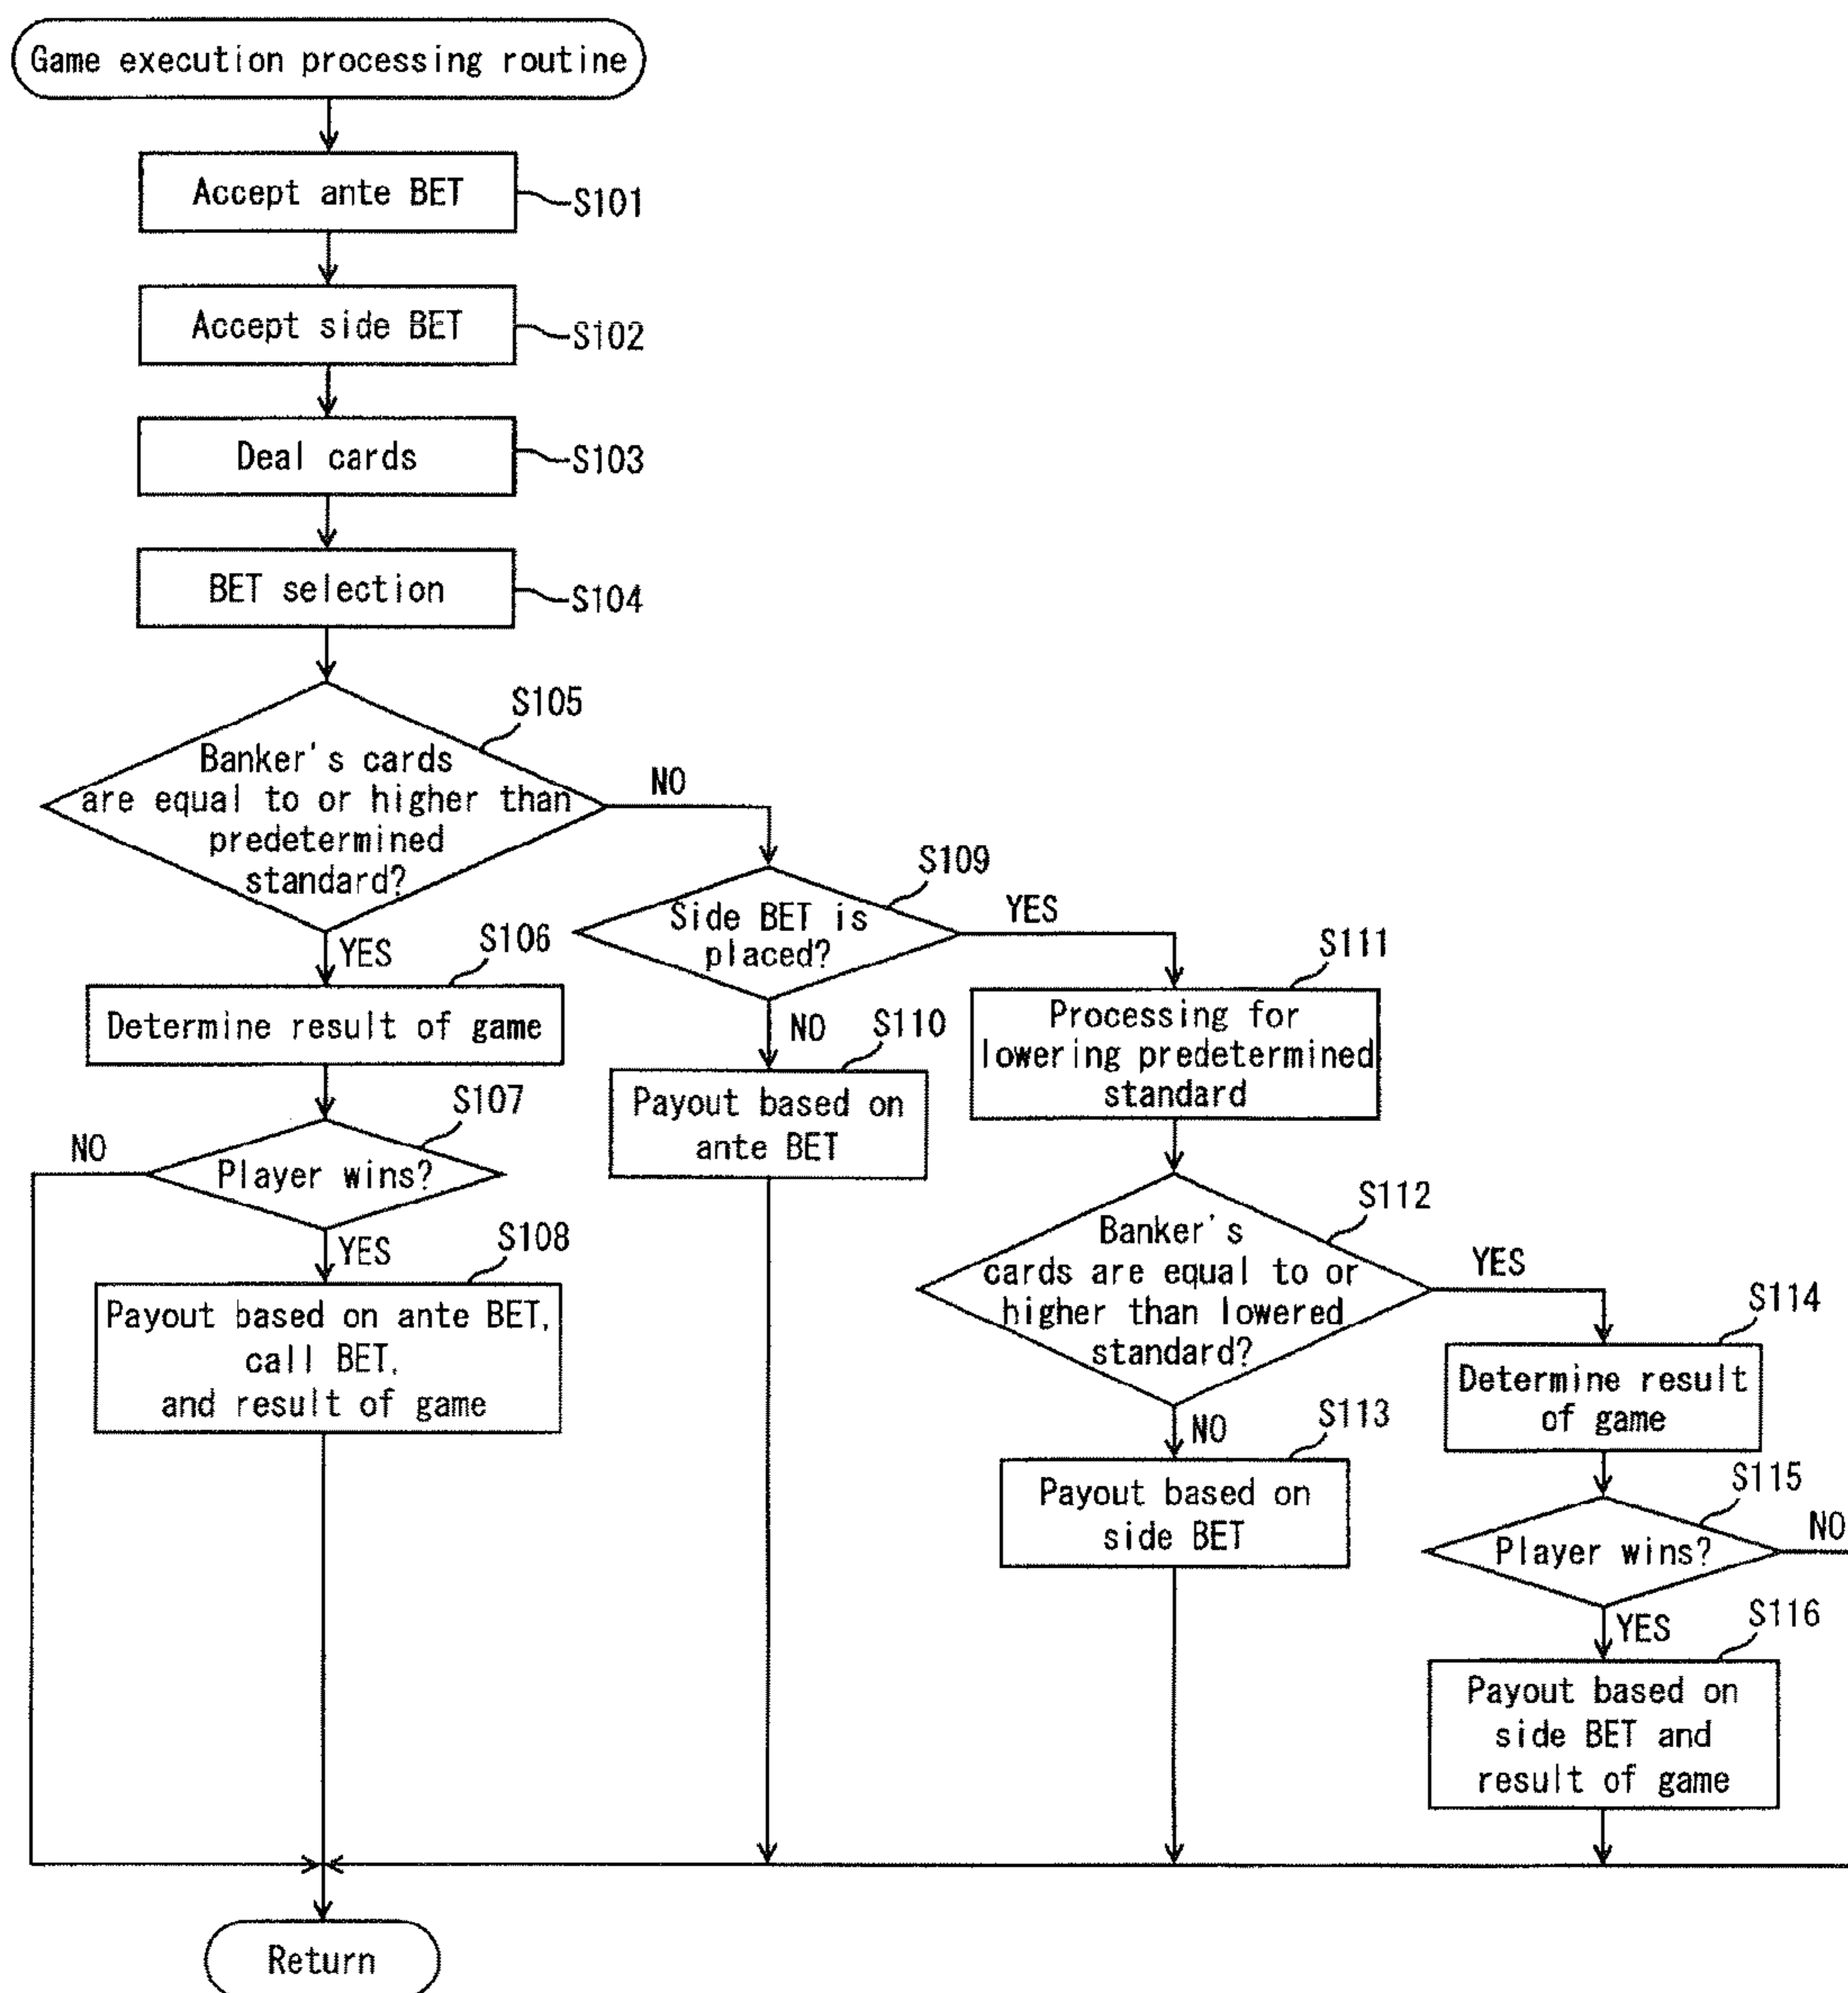 Game execution processing routine
Accept ante BET
S101
Accept side BET
S102
Deal cards
S103
BET selection
S104
S105
Banker's cards
are equal to or higher than
predetermined
standard?
NO
YES
S106
Determine result of game
S107
NO
Player wins?
YES
S108
Payout based on ante BET,
call BET,
and result of game
S109
Side BET is
placed?
YES
NO
S110
Payout based on
ante BET
S111
Processing for
lowering predetermined
standard
S112
Banker's
cards are equal to or
higher than lowered
standard?
YES
NO
S113
Payout based on
side BET
S114
Determine result
of game
S115
Player wins?
NO
YES
S116
Payout based on
side BET and
result of game
Return